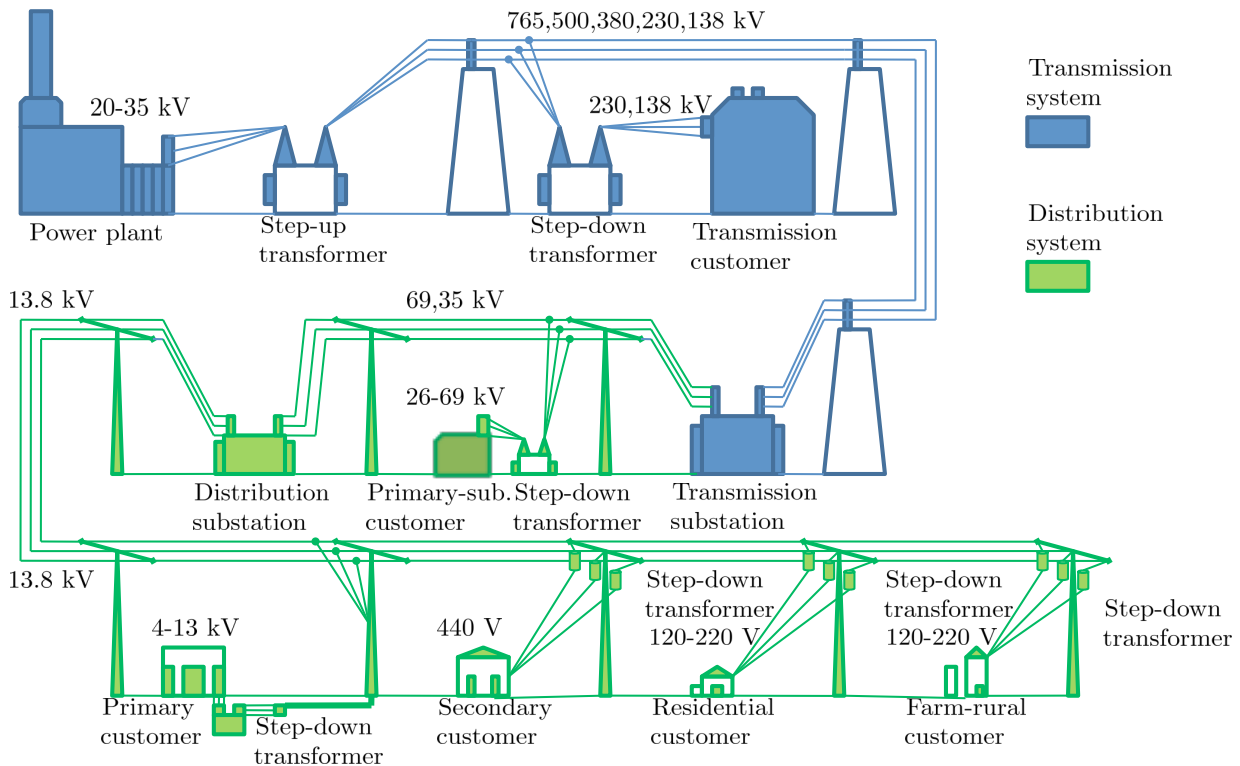 765,500,380,230,138 kV
Transmission
system
20-35 kV
230,138 kV
Power plant
Step-up
transformer
Step-down
transformer
Transmission
customer
Distribution
system
13.8 kV
69,35 kV
26-69 kV
Distribution
substation
Primary-sub.
customer
Step-down
transformer
Transmission
substation
13.8 kV
4-13 kV
440 V
Step-down
transformer
120-220 V
Step-down
transformer
120-220 V
Step-down
transformer
Primary
customer
Step-down
transformer
Secondary
customer
Residential
customer
Farm-rural
customer